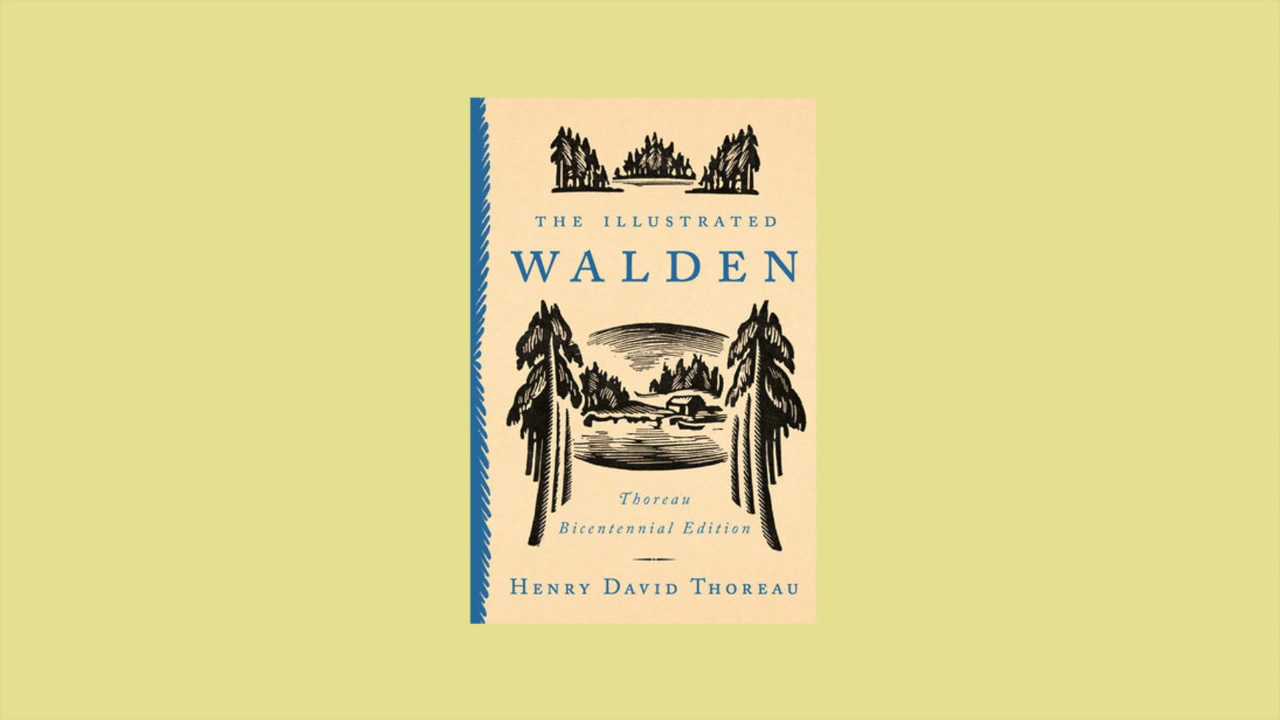 THE ILLUSTRATED
WALDEN
Thoreau
Bicentennial Edition
HENRY DAVID THOREAU